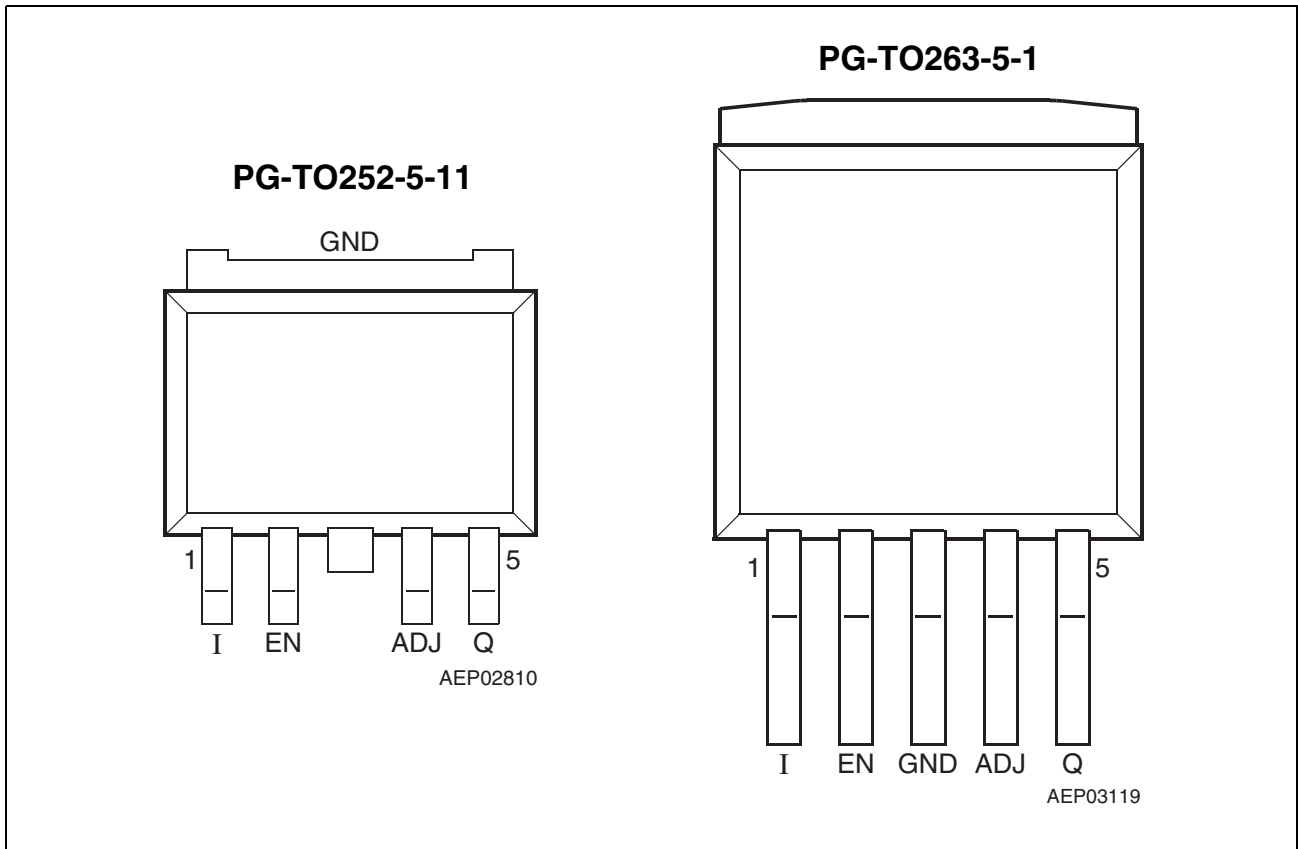 PG-TO252-5-11
GND
1 5
I EN ADJ Q
AEP02810
PG-TO263-5-1
1 5
I EN GND ADJ Q
AEP03119